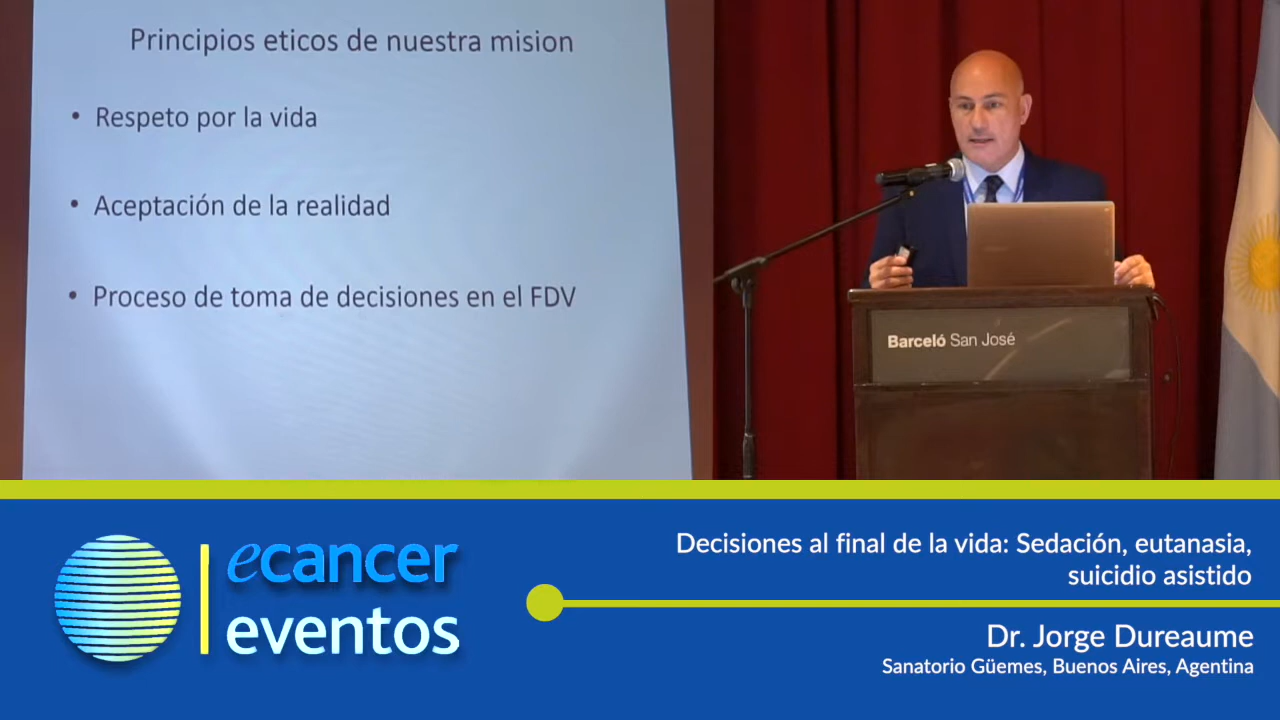 Principios eticos de nuestra mision
• Respeto por la vida
• Aceptación de la realidad
• Proceso de toma de decisiones en el FDV
Barceló San José
ecancer
eventos
Decisiones al final de la vida: Sedación, eutanasia,
suicidio asistido
Dr. Jorge Dureaume
Sanatorio Güemes, Buenos Aires, Agentina